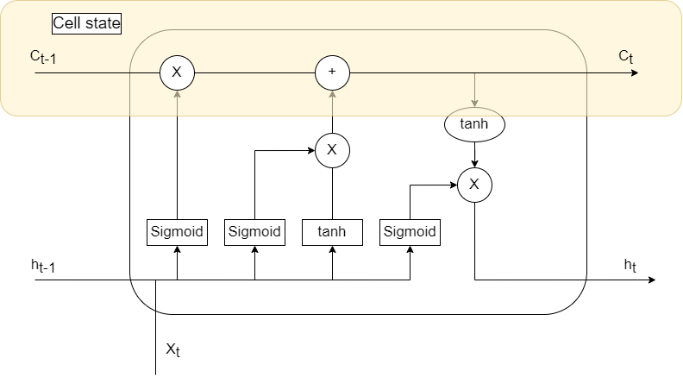 Cell state
Ct-1
Ct
X
+
tanh
X
X
Sigmoid
Sigmoid
tanh
Sigmoid
ht-1
ht
Xt